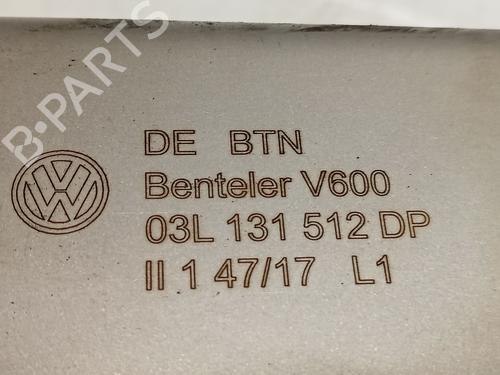 B-PARTS
DE BTN
Benteler V600
03L 131 512 DP
II 1 47/17 L1